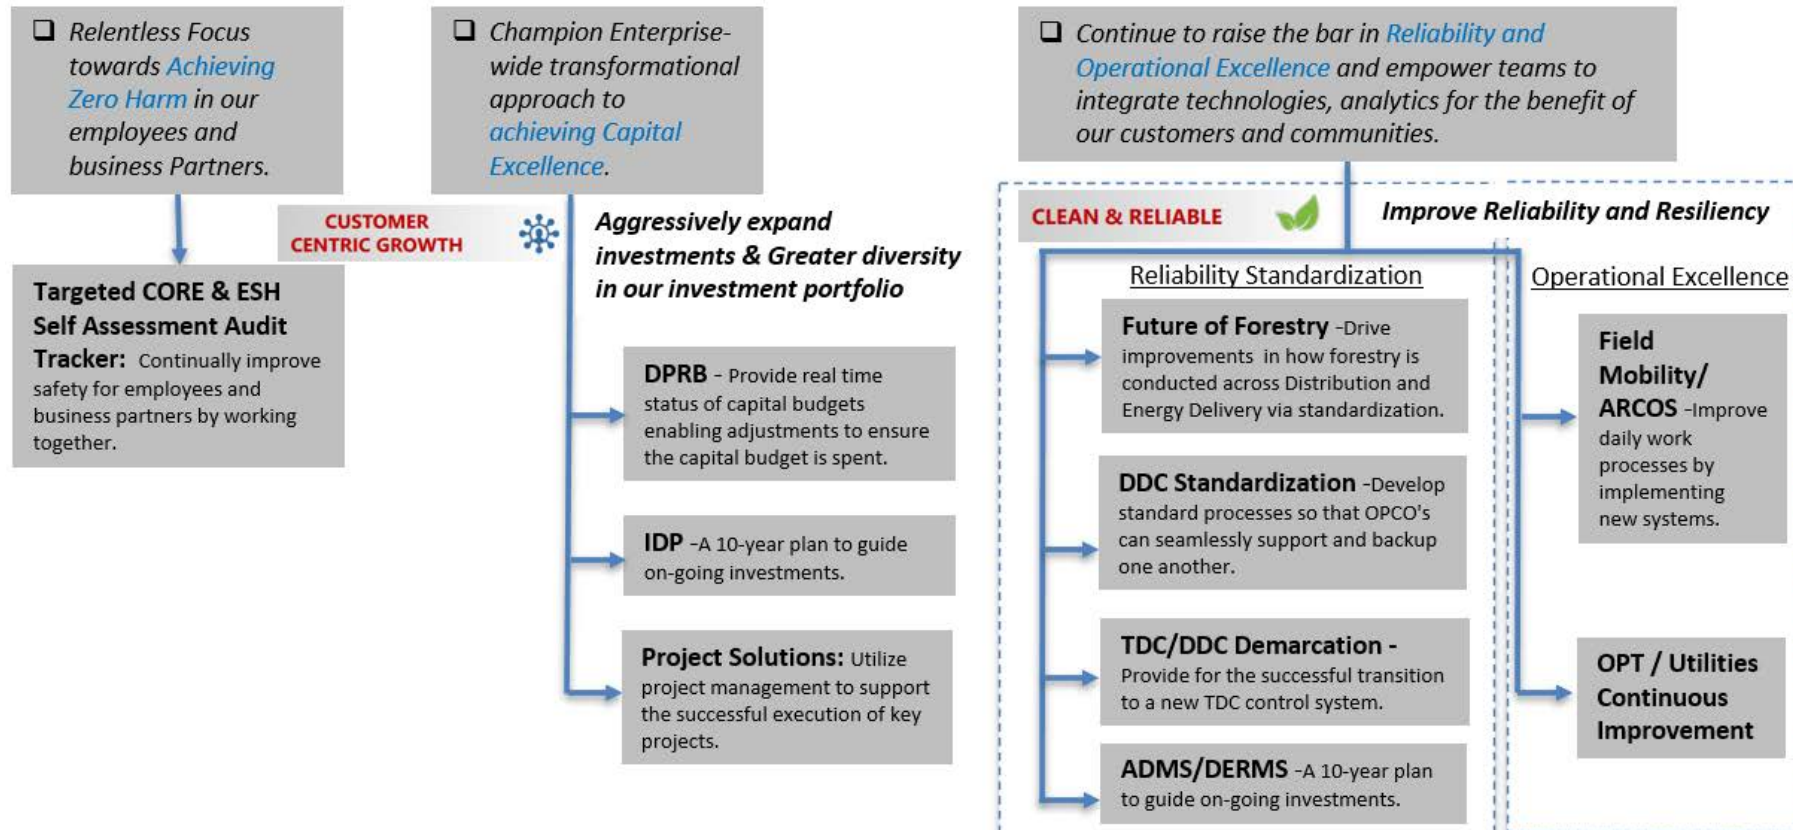 ❑ Relentless Focus
towards Achieving
Zero Harm in our
employees and
business Partners.
Targeted CORE & ESH
Self Assessment Audit
Tracker: Continually improve
safety for employees and
business partners by working
together.
❑ Champion Enterprise-
wide transformational
approach to
achieving Capital
Excellence.
CUSTOMER
CENTRIC GROWTH
Aggressively expand
investments & Greater diversity
in our investment portfolio
DPRB - Provide real time
status of capital budgets
enabling adjustments to ensure
the capital budget is spent.
IDP -A 10-year plan to guide
on-going investments.
Project Solutions: Utilize
project management to support
the successful execution of key
projects.
❑ Continue to raise the bar in Reliability and
Operational Excellence and empower teams to
integrate technologies, analytics for the benefit of
our customers and communities.
CLEAN & RELIABLE
Improve Reliability and Resiliency
Reliability Standardization
Future of Forestry -Drive
improvements in how forestry is
conducted across Distribution and
Energy Delivery via standardization.
DDC Standardization -Develop
standard processes so that OPCO's
can seamlessly support and backup
one another.
TDC/DDC Demarcation -
Provide for the successful transition
to a new TDC control system.
ADMS/DERMS -A 10-year plan
to guide on-going investments.
Operational Excellence
Field
Mobility/
ARCOS -Improve
daily work
processes by
implementing
new systems.
OPT / Utilities
Continuous
Improvement